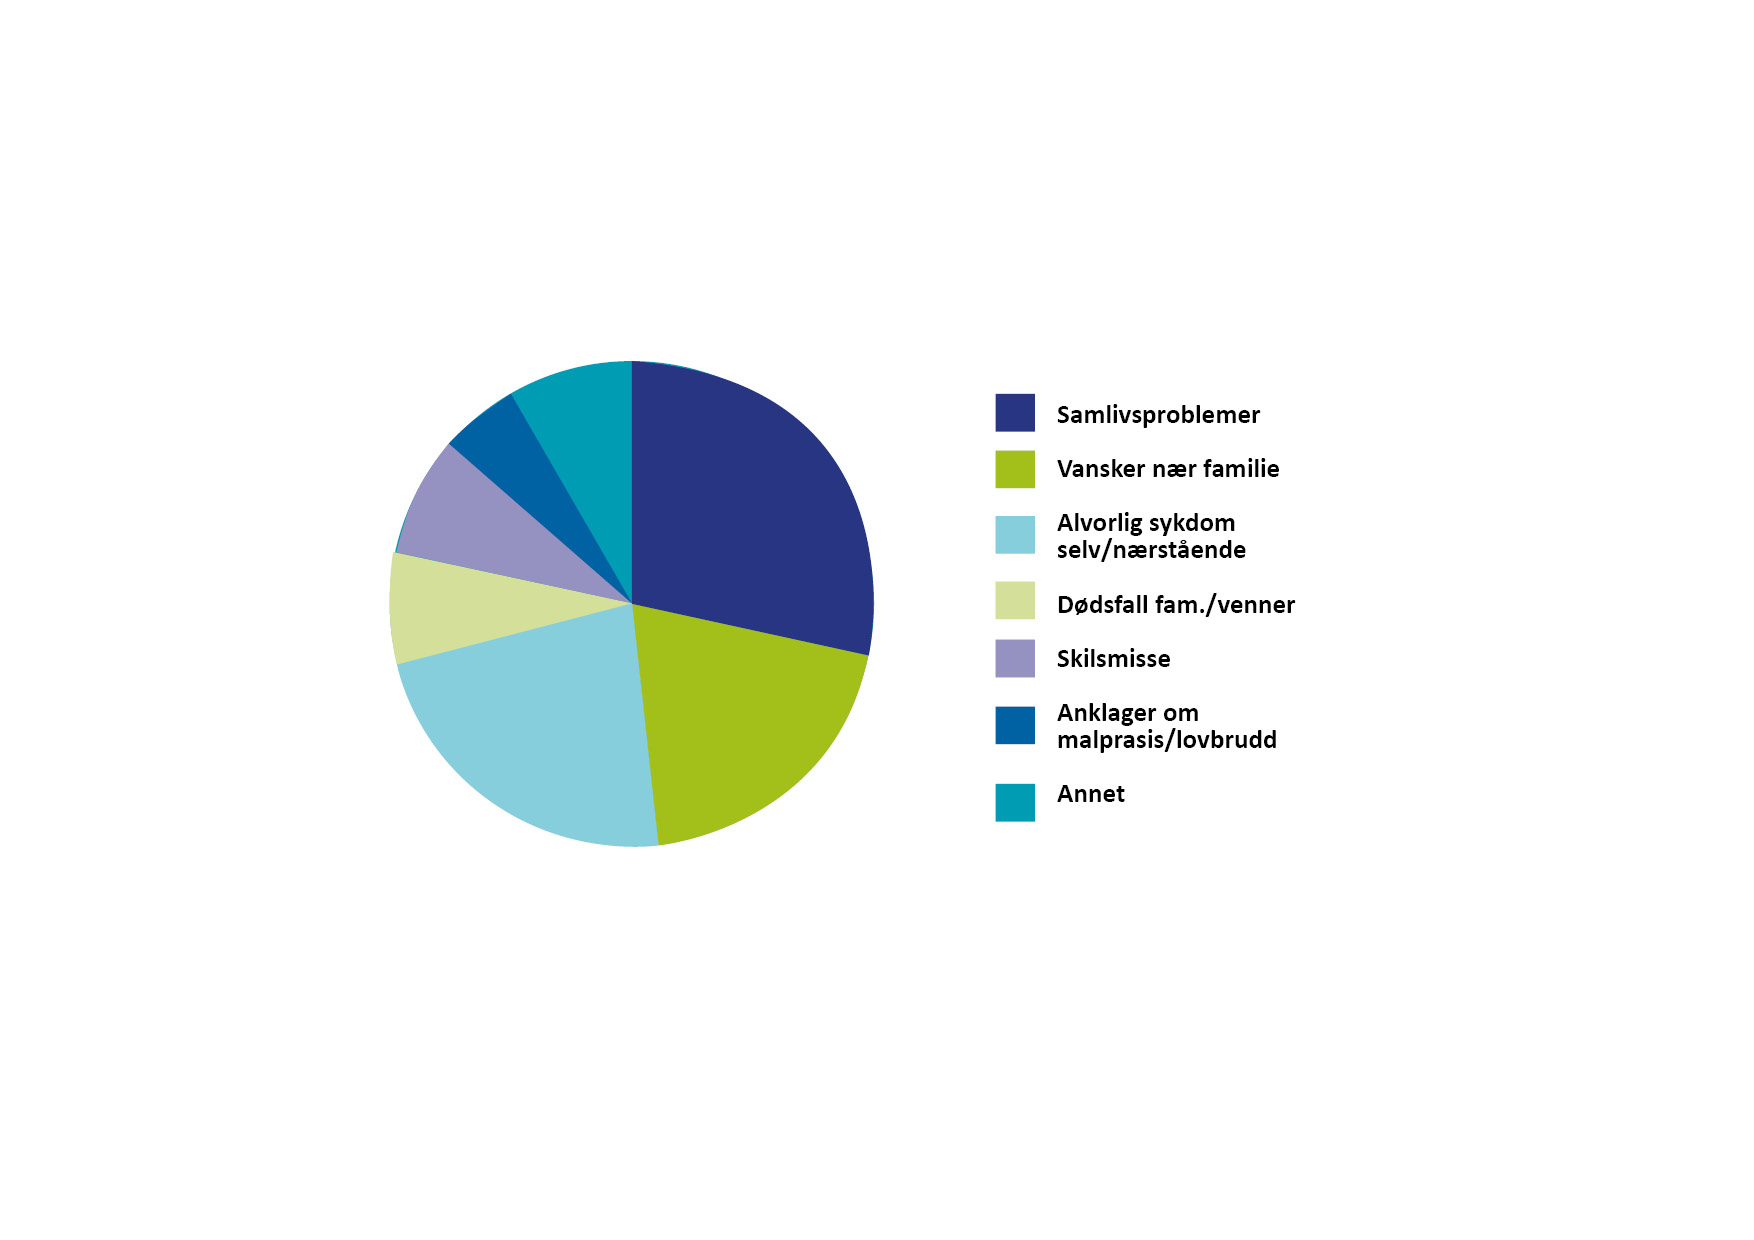 Samlivsproblemer
Vansker nær familie
Alvorlig sykdom
selv/nærstående
Dødsfall fam./venner
Skilsmisse
Anklager om
malprasis/lovbrudd
Annet